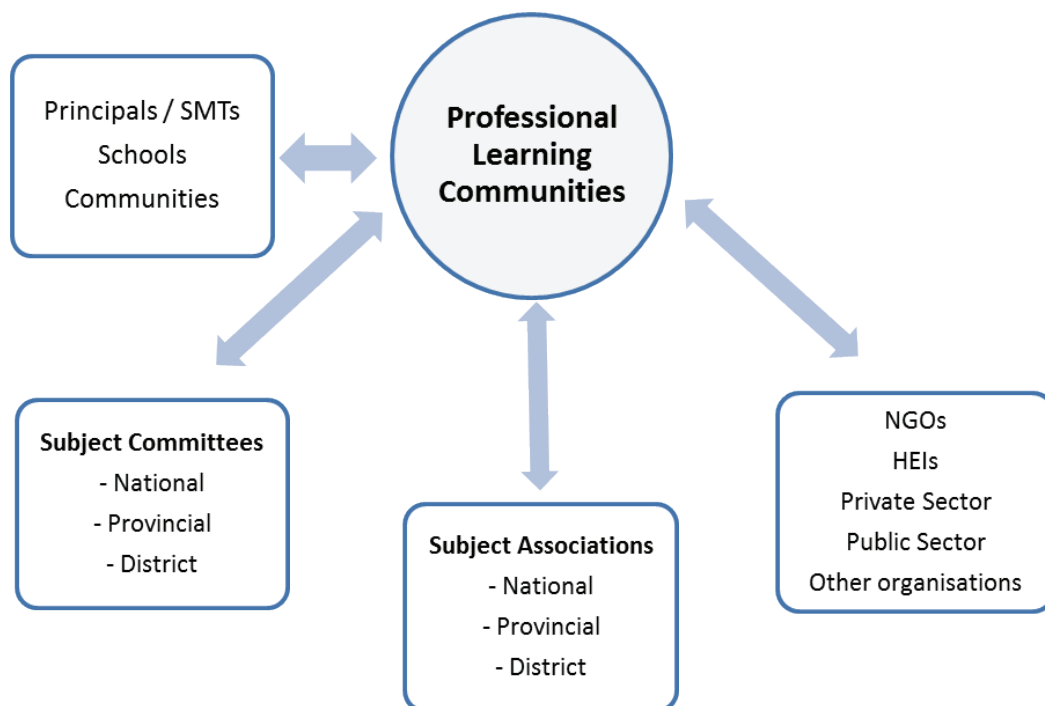 Principals / SMTs
Schools
Communities
Professional
Learning
Communities
Subject Committees
- National
- Provincial
- District
Subject Associations
- National
- Provincial
- District
NGOs
HEIs
Private Sector
Public Sector
Other organisations